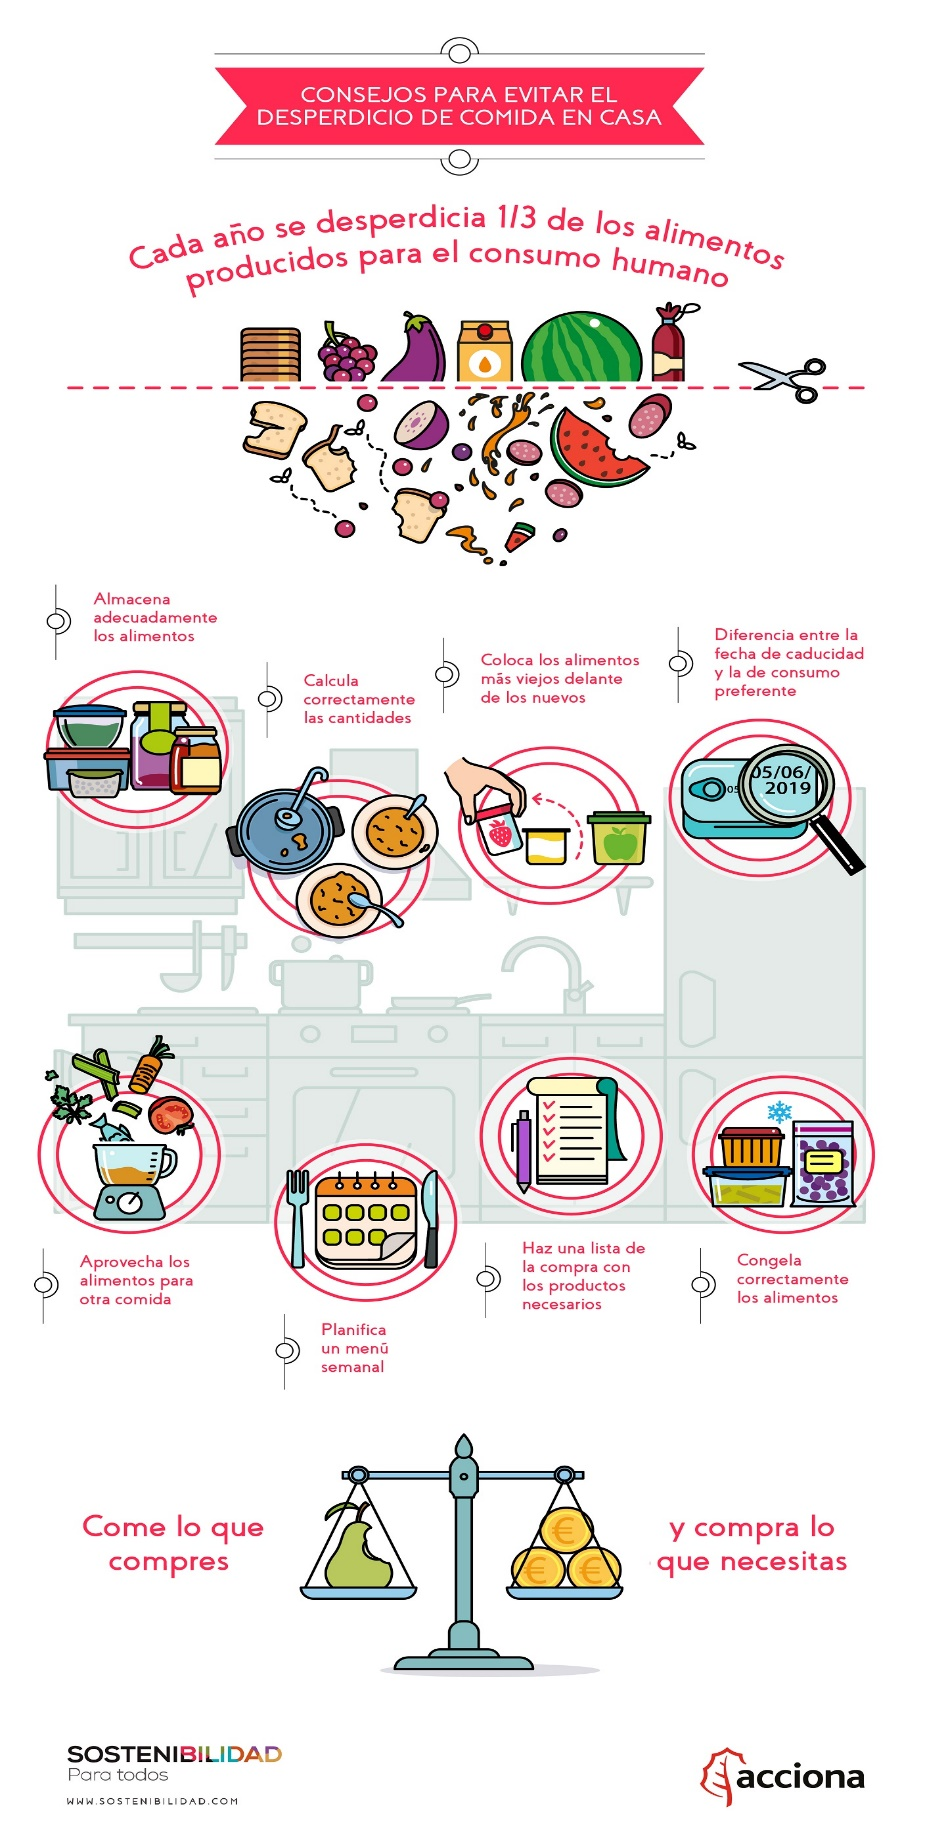 CONSEJOS PARA EVITAR EL
DESPERDICIO DE COMIDA EN CASA
Cada año se desperdicia 1/3 de los alimentos
producidos para el consumo humano
Almacena
adecuadamente
los alimentos
Calcula
correctamente
las cantidades
Coloca los alimentos
más viejos delante
de los nuevos
Diferencia entre la
fecha de caducidad
y la de consumo
preferente
05
05/06/
2019
Aprovecha los
alimentos para
otra comida
Planifica
un menú
semanal
Haz una lista de
la compra con
los productos
necesarios
Congela
correctamente
los alimentos
Come lo que
compres
€
€ €
y compra lo
que necesitas
SOSTENIBILIDAD
Para todos
WWW.SOSTENIBILIDAD.COM
acciona